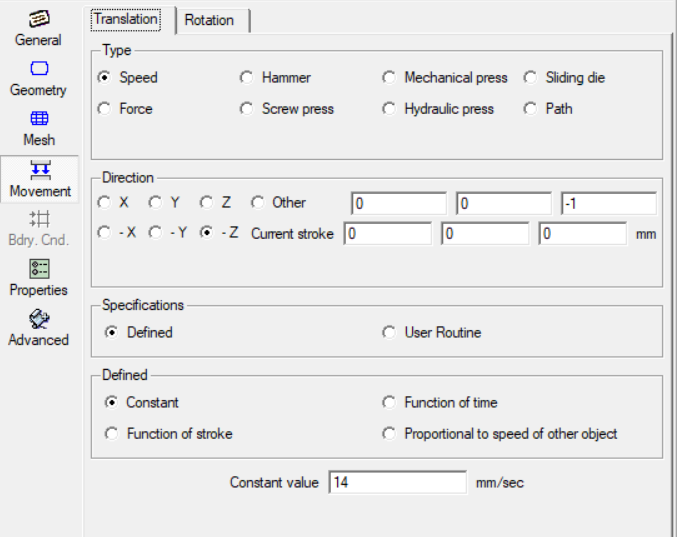 General
Geometry
Mesh
Movement
Bdry. Cnd.
Properties
Advanced
Translation Rotation
Type
Speed Hammer Mechanical press Sliding die
Force Screw press Hydraulic press Path
Direction
X Y Z Other 0 0 -1
- X - Y - Z Current stroke 0 0 0 mm
Specifications
Defined User Routine
Defined
Constant Function of time
Function of stroke Proportional to speed of other object
Constant value 14 mm/sec